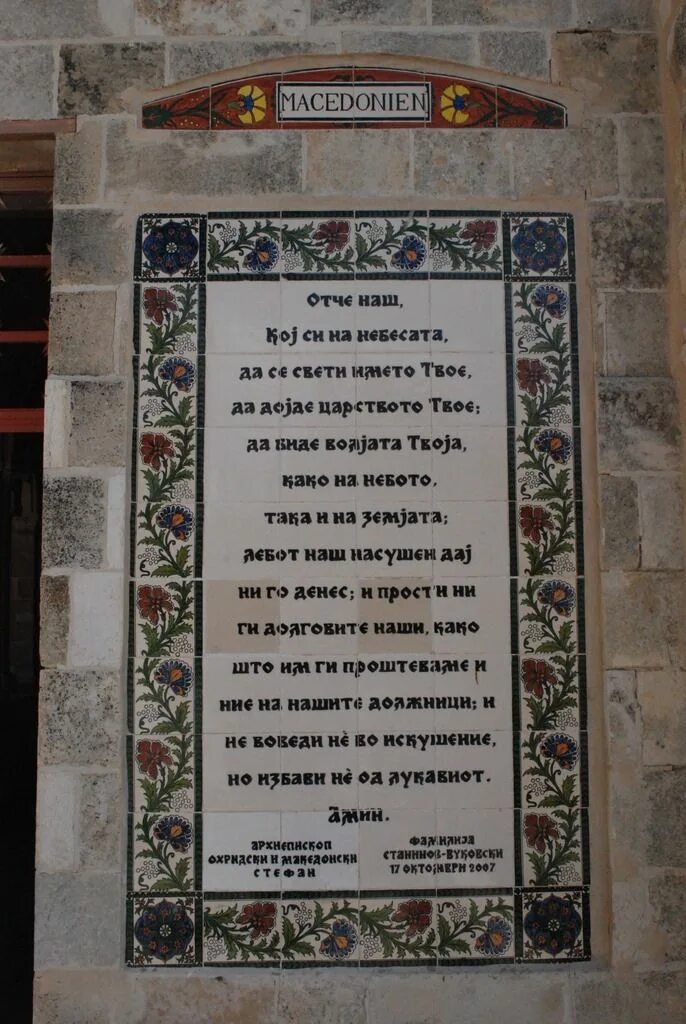 MACEDONIEN
Отче наш,
Кој си на небесата,
да се свети името Твое,
да дојде царството Твое;
да биде волјата Твоја,
како на небото,
така и на земјата;
лебот наш насушен дај
ни го денес; и прости ни
ги долговите наши, како
што им ги проштеваме и
ние на нашите должници; и
не воведи нѐ во искушение,
но избави нѐ од лукавиот.
Амин.
АРХИЕПИСКОП
ОХРИДСКИ И МАКЕДОНСКИ
СТЕФАН
ФАМИЛИЈА
СТАНИНОВ-ВУКОВСКИ
17 ОКТОМВРИ 2007